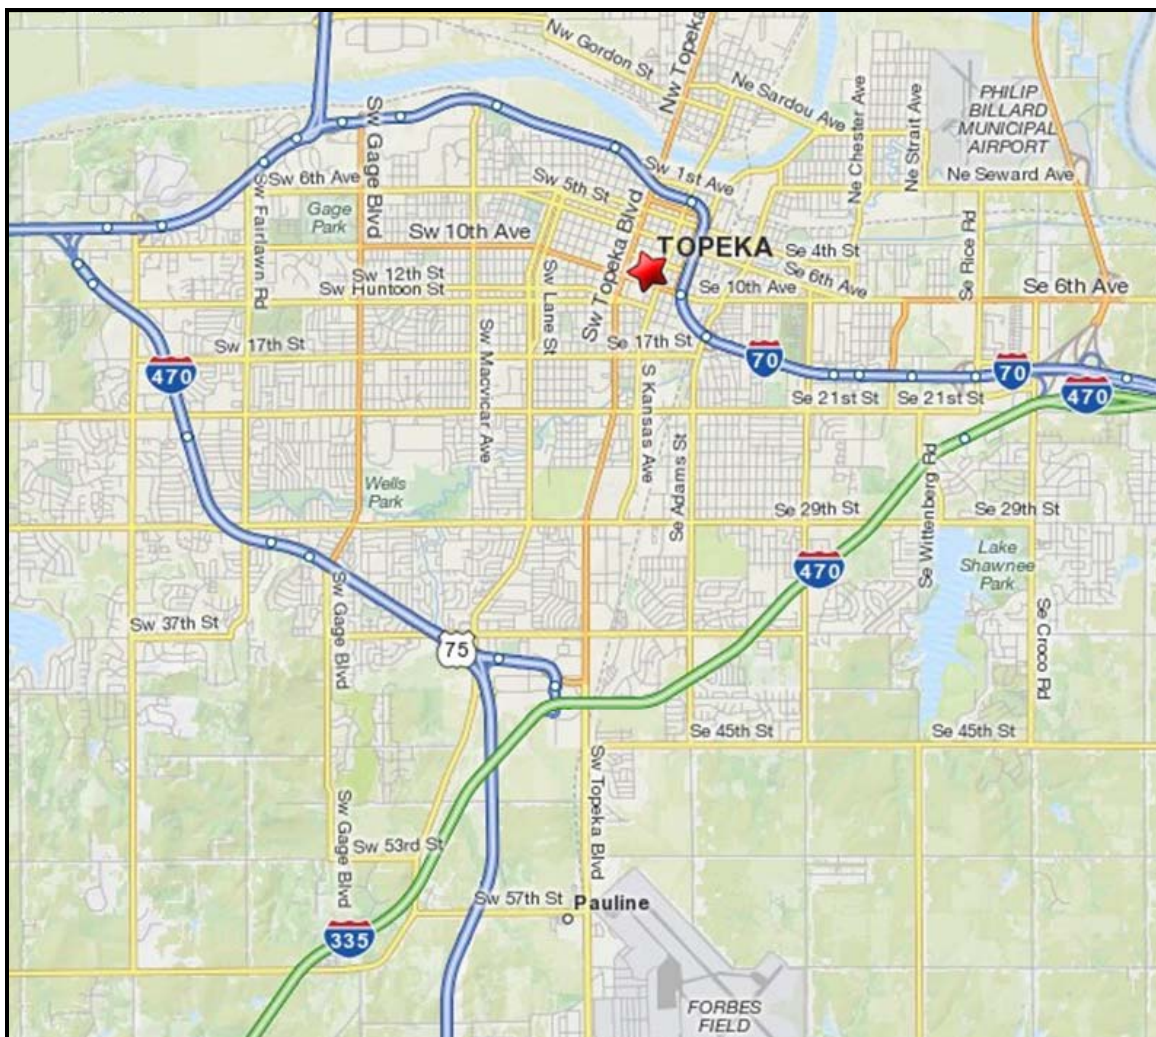 Nw Gordon St
Nw Topeka
Ne Sardou Ave
Ne Chester Ave
Ne Strait Ave
PHILIP
BILLARD
MUNICIPAL
AIRPORT
Sw Gage Blvd
Sw 6th Ave
Sw 5th St
Sw 1st Ave
Ne Seward Ave
Sw Fairlawn Rd
Gage
Park
Sw 10th Ave
Sw Topeka Blvd
TOPEKA
Se 4th St
Se 6th Ave
Se Rice Rd
Sw 12th St
Sw Huntoon St
Sw Lane St
Se 10th Ave
Se 6th Ave
Sw 17th St
Sw Macvicar Ave
Se 17th St
S Kansas Ave
70
70
470
470
Se 21st St
Se 21st St
Se Adams St
Wells
Park
Se Wittenberg Rd
Se 29th St
Se 29th St
Lake
Shawnee
Park
470
Sw Gage Blvd
Sw 37th St
75
Se Croco Rd
Se 45th St
Se 45th St
Sw Topeka Blvd
Sw Gage Blvd
Sw 53rd St
Sw 57th St
Pauline
335
FORBES
FIELD